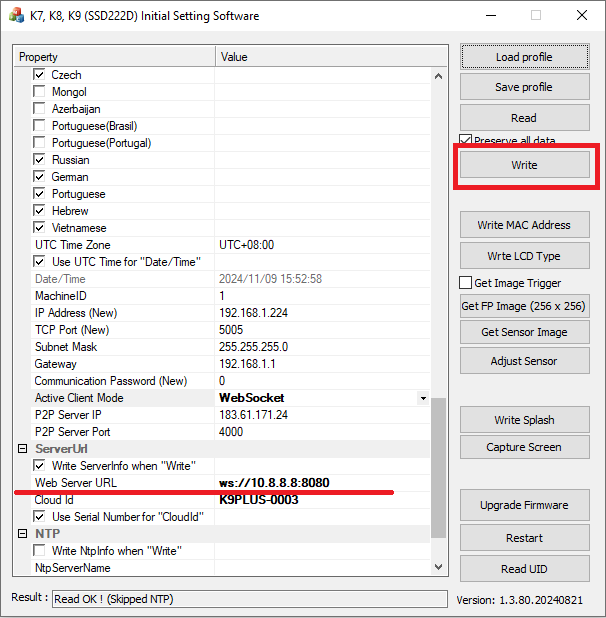 K7, K8, K9 (SSD222D) Initial Setting Software
Property Value
Czech
Mongol
Azerbaijan
Portuguese(Brasil)
Portuguese(Portugal)
Russian
German
Portuguese
Hebrew
Vietnamese
UTC Time Zone UTC+08:00
Use UTC Time for "Date/Time"
Date/Time 2024/11/09 15:52:58
MachineID 1
IP Address (New) 192.168.1.224
TCP Port (New) 5005
Subnet Mask 255.255.255.0
Gateway 192.168.1.1
Communication Password (New) 0
Active Client Mode WebSocket
P2P Server IP 183.61.171.24
P2P Server Port 4000
ServerUrl
Write ServerInfo when "Write"
Web Server URL ws://10.8.8.8:8080
Cloud Id K9PLUS-0003
Use Serial Number for "CloudId"
NTP
Write NtpInfo when "Write"
NtpServerName
Load profile
Save profile
Read
Preserve all data
Write
Write MAC Address
Wrte LCD Type
Get Image Trigger
Get FP Image (256 x 256)
Get Sensor Image
Adjust Sensor
Write Splash
Capture Screen
Upgrade Firmware
Restart
Read UID
Result : Read OK ! (Skipped NTP)
Version: 1.3.80.20240821